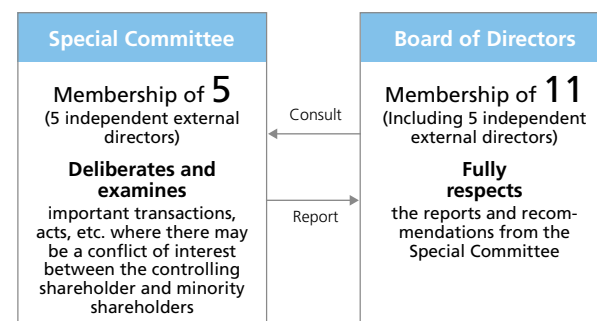 Special Committee
Membership of 5
(5 independent external
directors)
Deliberates and
examines
important transactions,
acts, etc. where there may
be a conflict of interest
between the controlling
shareholder and minority
shareholders
Consult
Report
Board of Directors
Membership of 11
(Including 5 independent
external directors)
Fully
respects
the reports and recom-
mendations from the
Special Committee